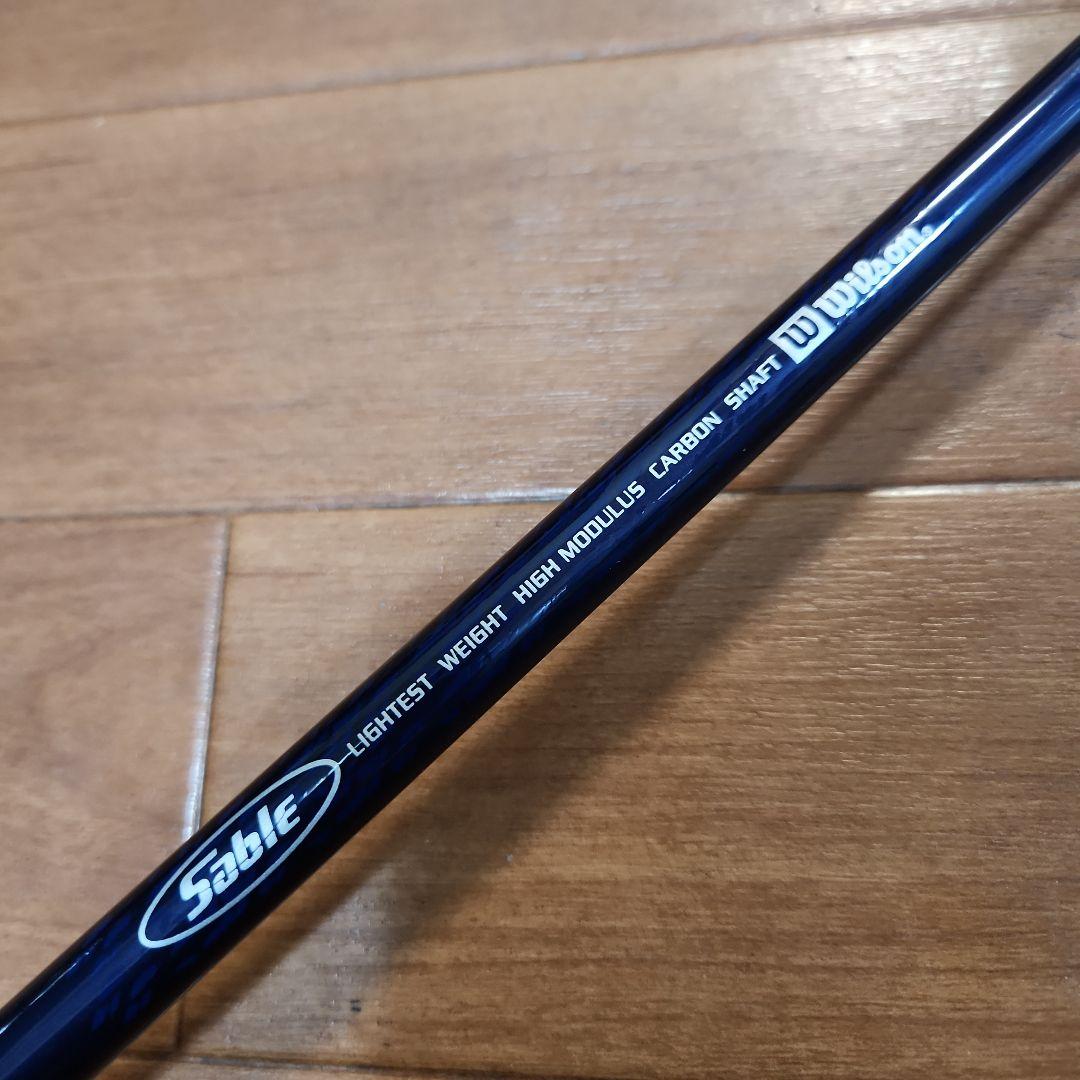 Sable LIGHTEST WEIGHT HIGH MODULUS CARBON SHAFT W Wilson®